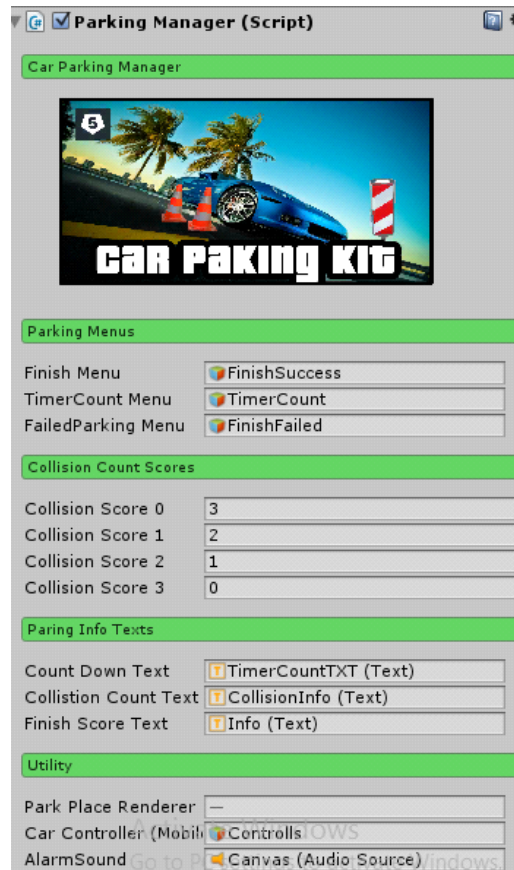 Parking Manager (Script)
Car Parking Manager
5
CAR PAKING KIT
Parking Menus
Finish Menu FinishSuccess
TimerCount Menu TimerCount
FailedParking Menu FinishFailed
Collision Count Scores
Collision Score 0 3
Collision Score 1 2
Collision Score 2 1
Collision Score 3 0
Paring Info Texts
Count Down Text TimerCountTXT (Text)
Collistion Count Text CollisionInfo (Text)
Finish Score Text Info (Text)
Utility
Park Place Renderer —
Car Controller (Mobile Controlls
AlarmSound Canvas (Audio Source)